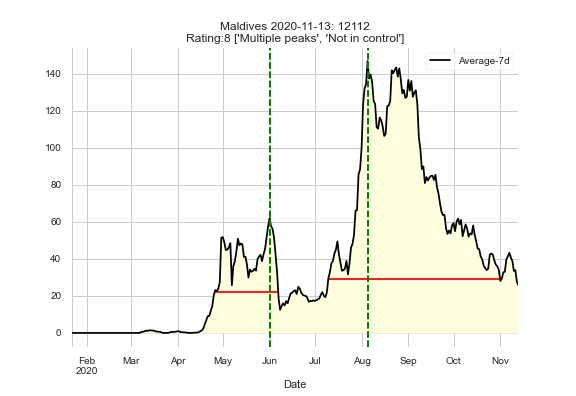 Maldives 2020-11-13: 12112
Rating:8 ['Multiple peaks', 'Not in control']
Average-7d
140
120
100
80
60
40
20
0
Feb Mar Apr May Jun Jul Aug Sep Oct Nov
2020
Date